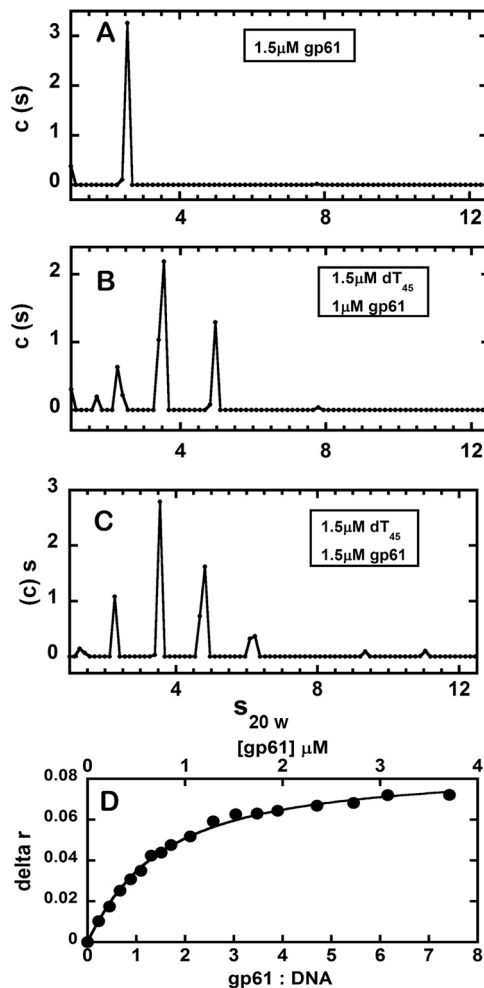 A
1.5μM gp61
c (s)
3
2
1
0
4
8
12
B
1.5μM dT45
1μM gp61
c (s)
2
1
0
4
8
12
C
1.5μM dT45
1.5μM gp61
(c) s
3
2
1
0
4
8
12
s20 w
[gp61] μM
0 1 2 3 4
D
delta r
0.08
0.06
0.04
0.02
0
0 1 2 3 4 5 6 7 8
gp61 : DNA